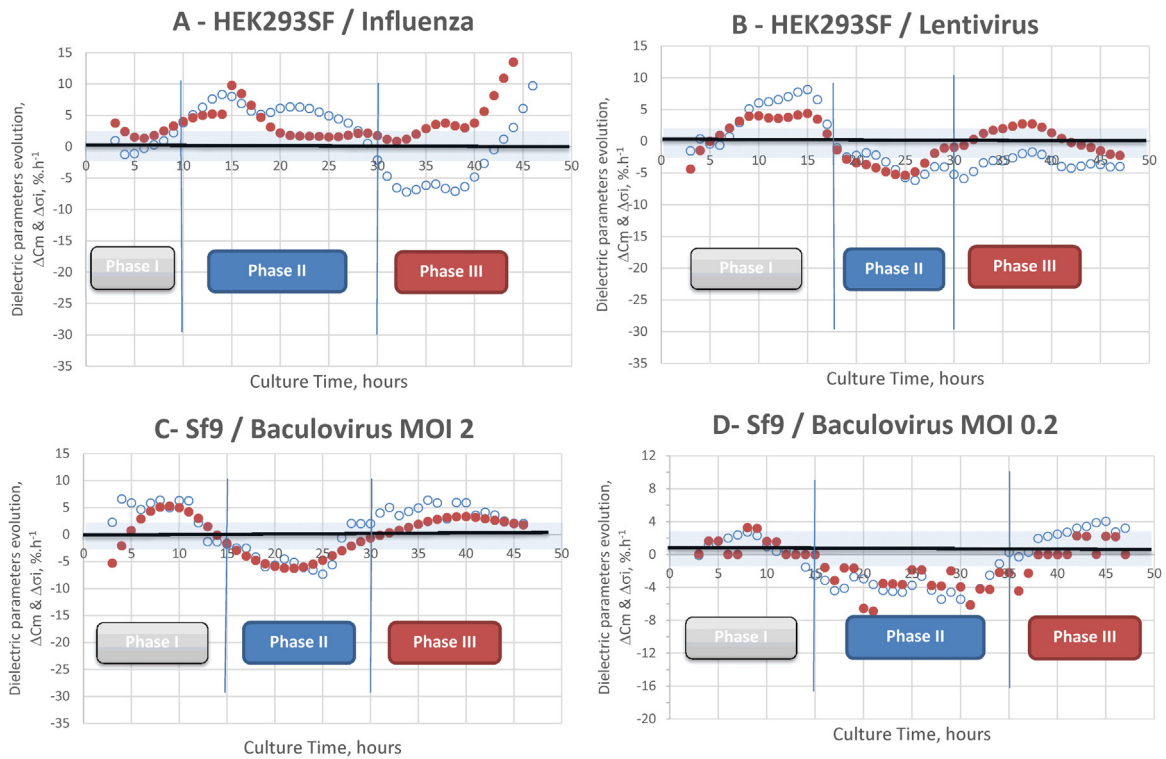 A - HEK293SF / Influenza
Dielectric parameters evolution,
ΔCm & Δσi, %.h-1
15
10
5
0
-5
-10
-15
-20
-25
-30
-35
0 5 10 15 20 25 30 35 40 45 50
Phase I Phase II Phase III
Culture Time, hours
B - HEK293SF / Lentivirus
Dielectric parameters evolution,
ΔCm & Δσi, %.h-1
15
10
5
0
-5
-10
-15
-20
-25
-30
-35
0 5 10 15 20 25 30 35 40 45 50
Phase I Phase II Phase III
Culture Time, hours
C- Sf9 / Baculovirus MOI 2
Dielectric parameters evolution,
ΔCm & Δσi, %.h-1
15
10
5
0
-5
-10
-15
-20
-25
-30
-35
0 5 10 15 20 25 30 35 40 45 50
Phase I Phase II Phase III
Culture Time, hours
D- Sf9 / Baculovirus MOI 0.2
Dielectric parameters evolution,
ΔCm & Δσi, %.h-1
12
8
4
0
-4
-8
-12
-16
-20
0 5 10 15 20 25 30 35 40 45 50
Phase I Phase II Phase III
Culture Time, hours